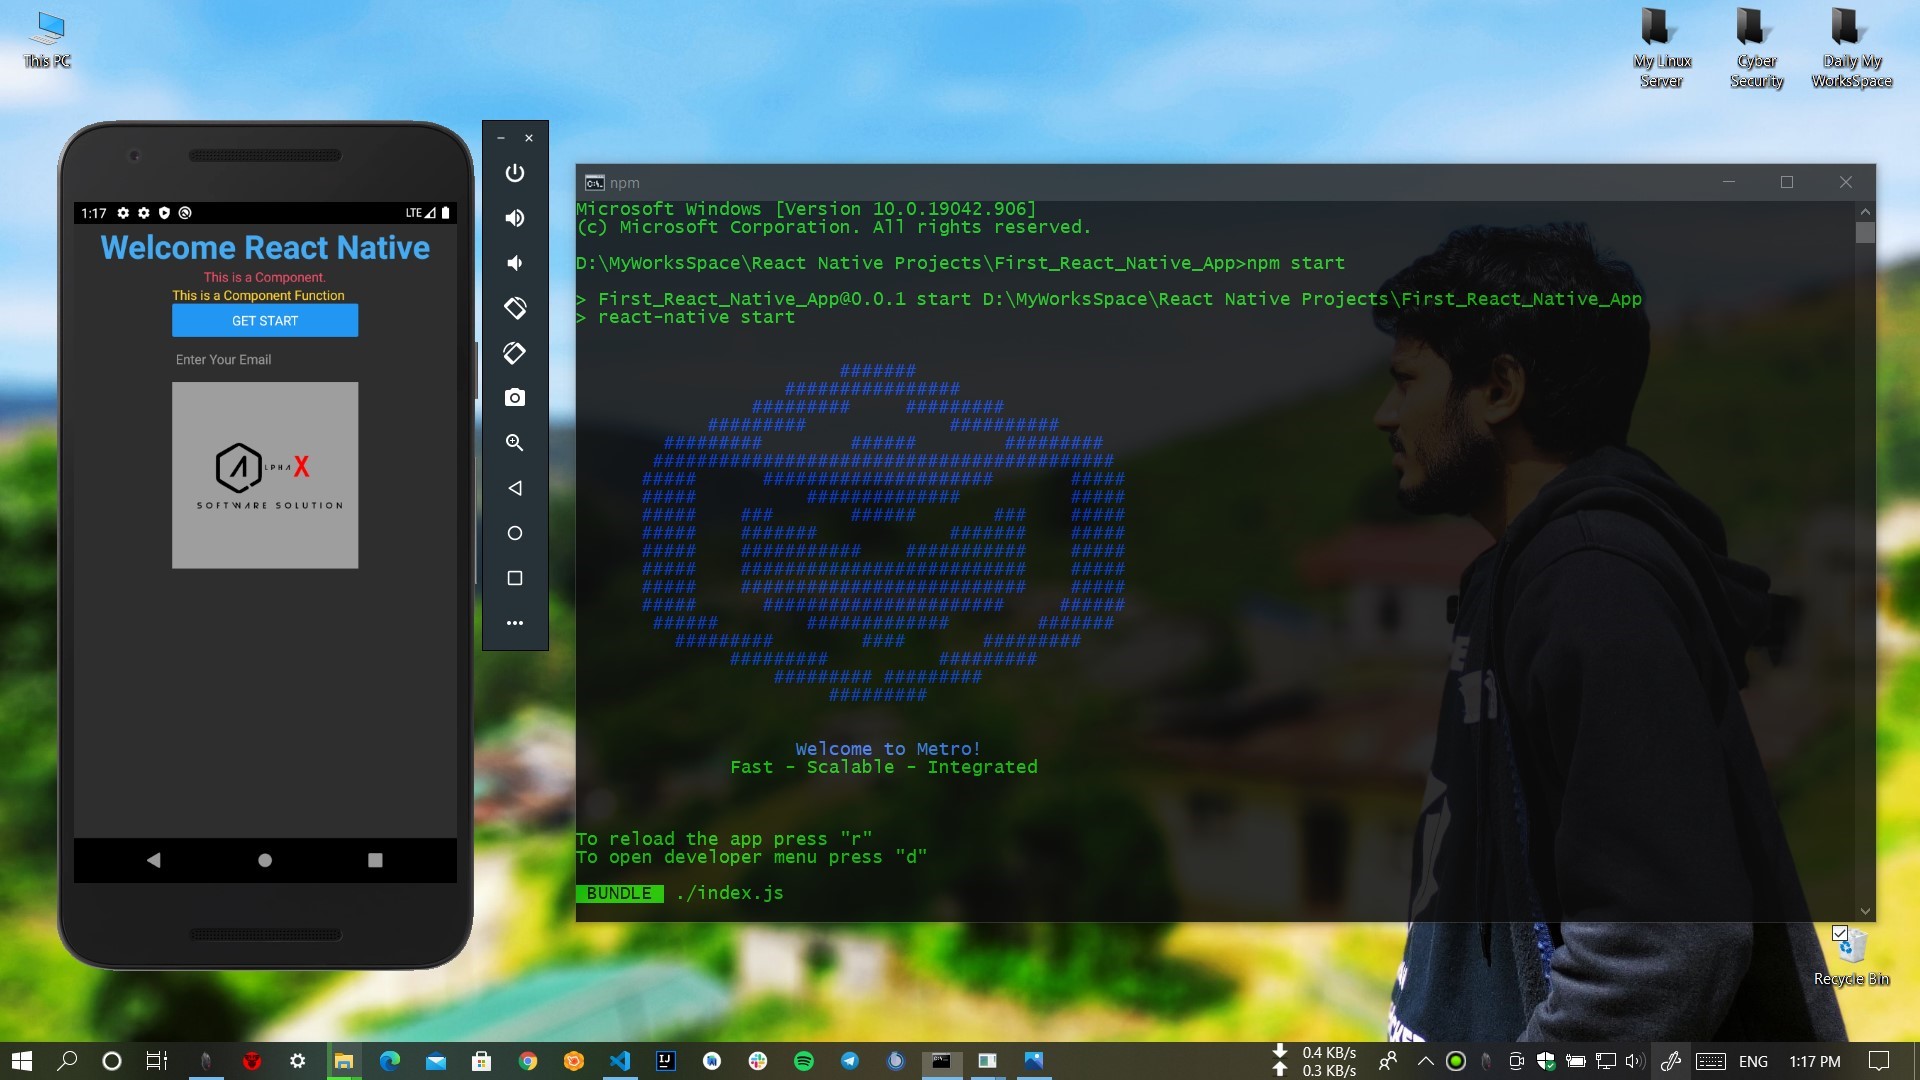 This PC
My Linux
Server
Cyber
Security
Daily My
WorksSpace
1:17
LTE
Welcome React Native
This is a Component.
This is a Component Function
GET START
Enter Your Email
LPHA X
SOFTWARE SOLUTION
npm
Microsoft Windows [Version 10.0.19042.906]
(c) Microsoft Corporation. All rights reserved.
D:\MyWorksSpace\React Native Projects\First_React_Native_App>npm start
> First_React_Native_App@0.0.1 start D:\MyWorksSpace\React Native Projects\First_React_Native_App
> react-native start
Welcome to Metro!
Fast - Scalable - Integrated
To reload the app press "r"
To open developer menu press "d"
BUNDLE ./index.js
Recycle Bin
0.4 KB/s
0.3 KB/s
ENG
1:17 PM